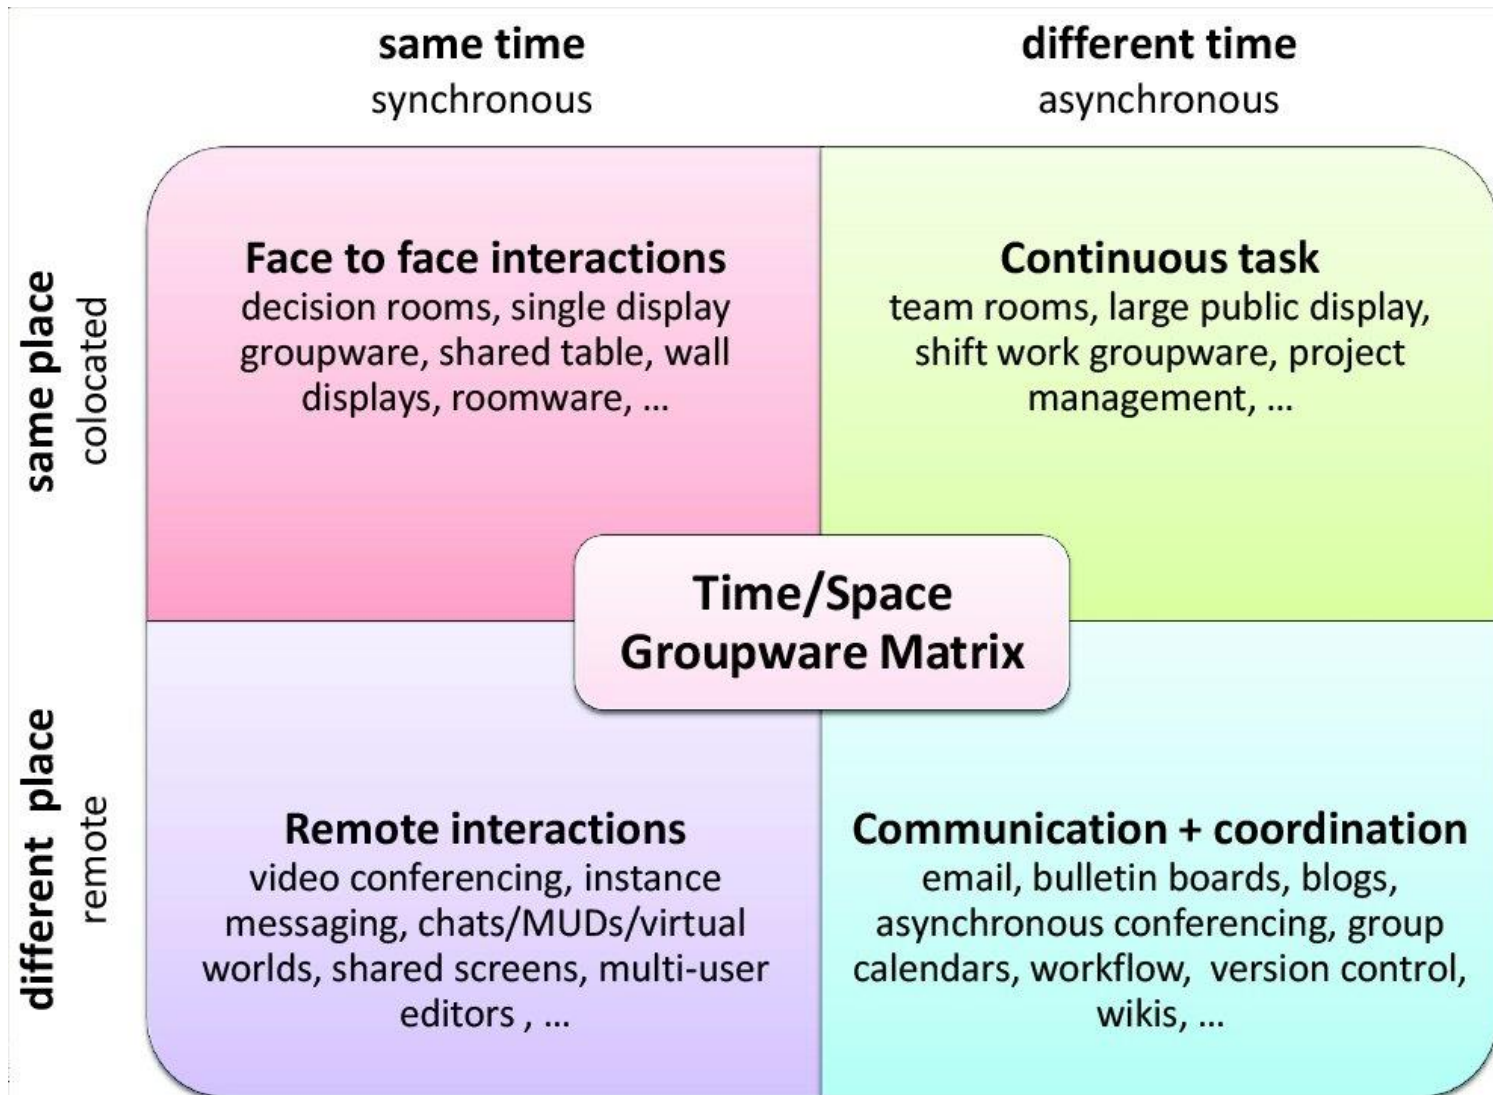 same time
synchronous
different time
asynchronous
same place
colocated
Face to face interactions
decision rooms, single display
groupware, shared table, wall
displays, roomware, ...
Continuous task
team rooms, large public display,
shift work groupware, project
management, ...
Time/Space
Groupware Matrix
different place
remote
Remote interactions
video conferencing, instance
messaging, chats/MUDs/virtual
worlds, shared screens, multi-user
editors , ...
Communication + coordination
email, bulletin boards, blogs,
asynchronous conferencing, group
calendars, workflow, version control,
wikis, ...